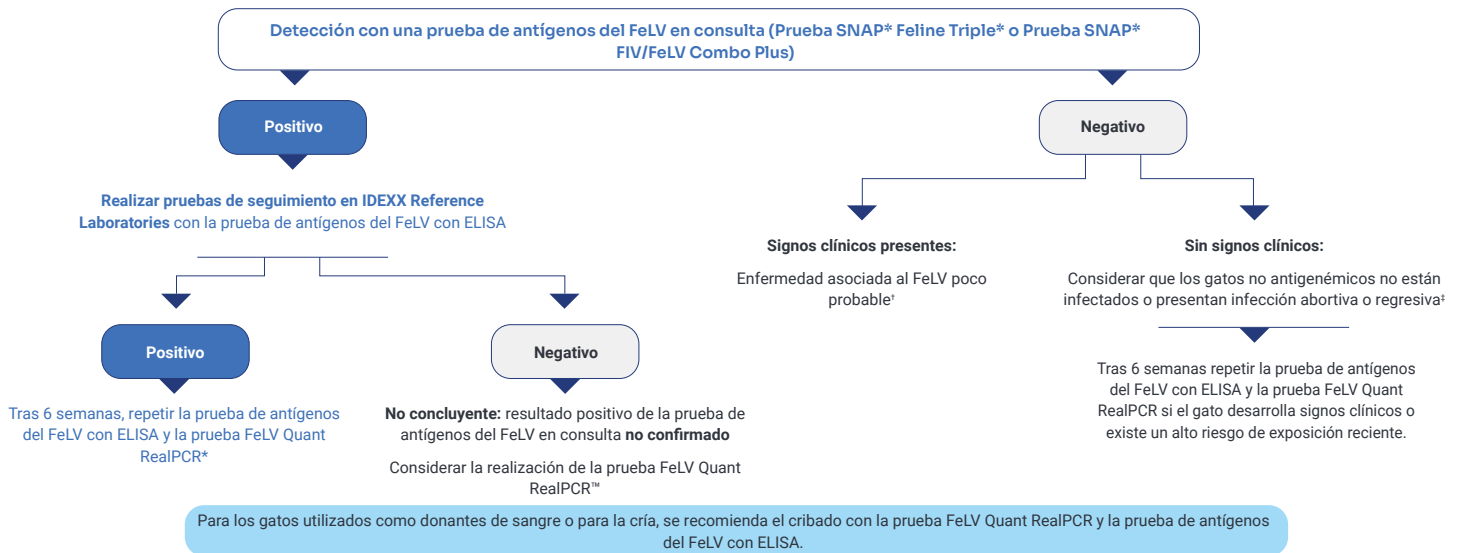 Detección con una prueba de antígenos del FeLV en consulta (Prueba SNAP* Feline Triple* o Prueba SNAP*
FIV/FeLV Combo Plus)
Positivo
Realizar pruebas de seguimiento en IDEXX Reference
Laboratories con la prueba de antígenos del FeLV con ELISA
Positivo
Tras 6 semanas, repetir la prueba de antígenos
del FeLV con ELISA y la prueba FeLV Quant
RealPCR*
Negativo
No concluyente: resultado positivo de la prueba de
antígenos del FeLV en consulta no confirmado
Considerar la realización de la prueba FeLV Quant
RealPCR™
Negativo
Signos clínicos presentes:
Enfermedad asociada al FeLV poco
probable†
Sin signos clínicos:
Considerar que los gatos no antigenémicos no están
infectados o presentan infección abortiva o regresiva‡
Tras 6 semanas repetir la prueba de antígenos
del FeLV con ELISA y la prueba FeLV Quant
RealPCR si el gato desarrolla signos clínicos o
existe un alto riesgo de exposición reciente.
Para los gatos utilizados como donantes de sangre o para la cría, se recomienda el cribado con la prueba FeLV Quant RealPCR y la prueba de antígenos
del FeLV con ELISA.